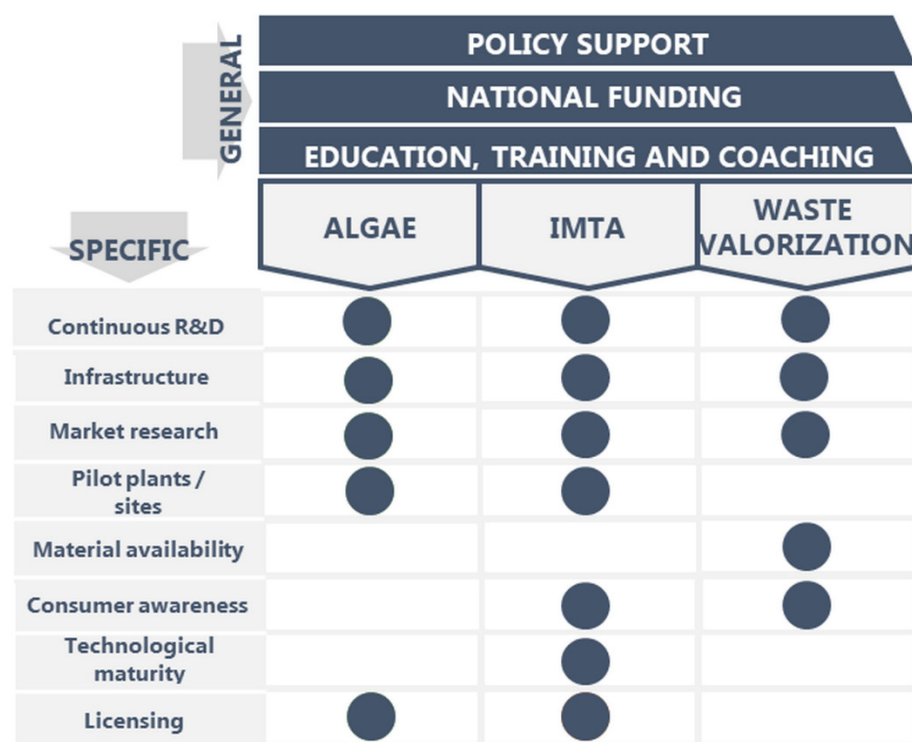 GENERAL
POLICY SUPPORT
NATIONAL FUNDING
EDUCATION, TRAINING AND COACHING
SPECIFIC
ALGAE
IMTA
WASTE
VALORIZATION
Continuous R&D
Infrastructure
Market research
Pilot plants /
sites
Material availability
Consumer awareness
Technological
maturity
Licensing